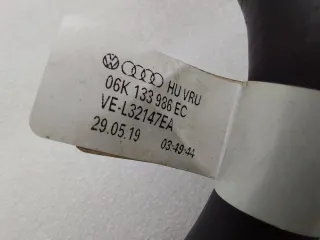 HU VRU
06K 133 986 EC
VE-L32147EA
29.05.19 03:49:44